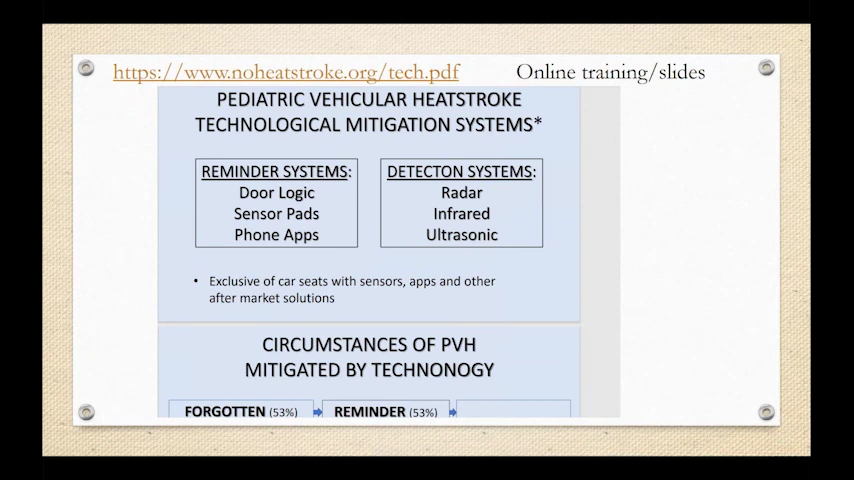 https://www.noheatstroke.org/tech.pdf Online training/slides
PEDIATRIC VEHICULAR HEATSTROKE
TECHNOLOGICAL MITIGATION SYSTEMS*
REMINDER SYSTEMS:
Door Logic
Sensor Pads
Phone Apps
DETECTON SYSTEMS:
Radar
Infrared
Ultrasonic
• Exclusive of car seats with sensors, apps and other
after market solutions
CIRCUMSTANCES OF PVH
MITIGATED BY TECHNONOGY
FORGOTTEN (53%) REMINDER (53%)